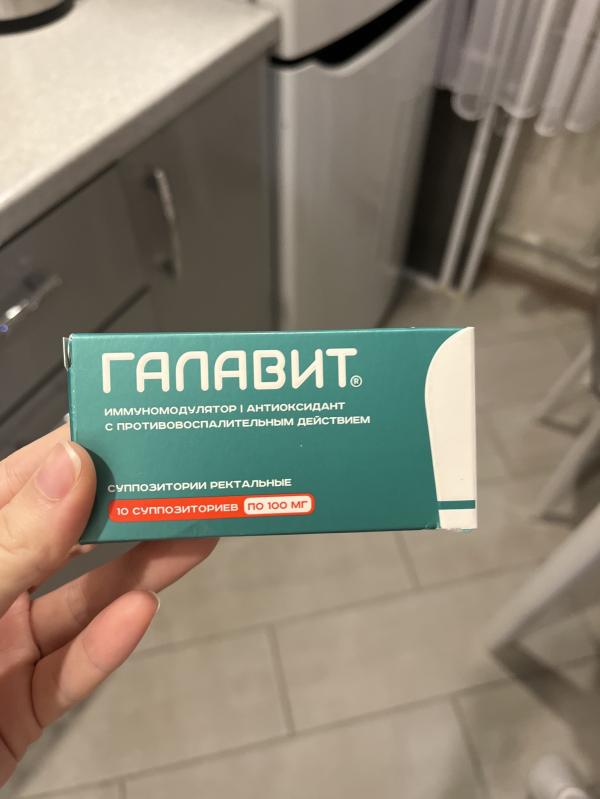 ГАЛАВИТ®
ИММУНОМОДУЛЯТОР | АНТИОКСИДАНТ
С ПРОТИВОВОСПАЛИТЕЛЬНЫМ ДЕЙСТВИЕМ
СУППОЗИТОРИИ РЕКТАЛЬНЫЕ
10 СУППОЗИТОРИЕВ ПО 100 МГ